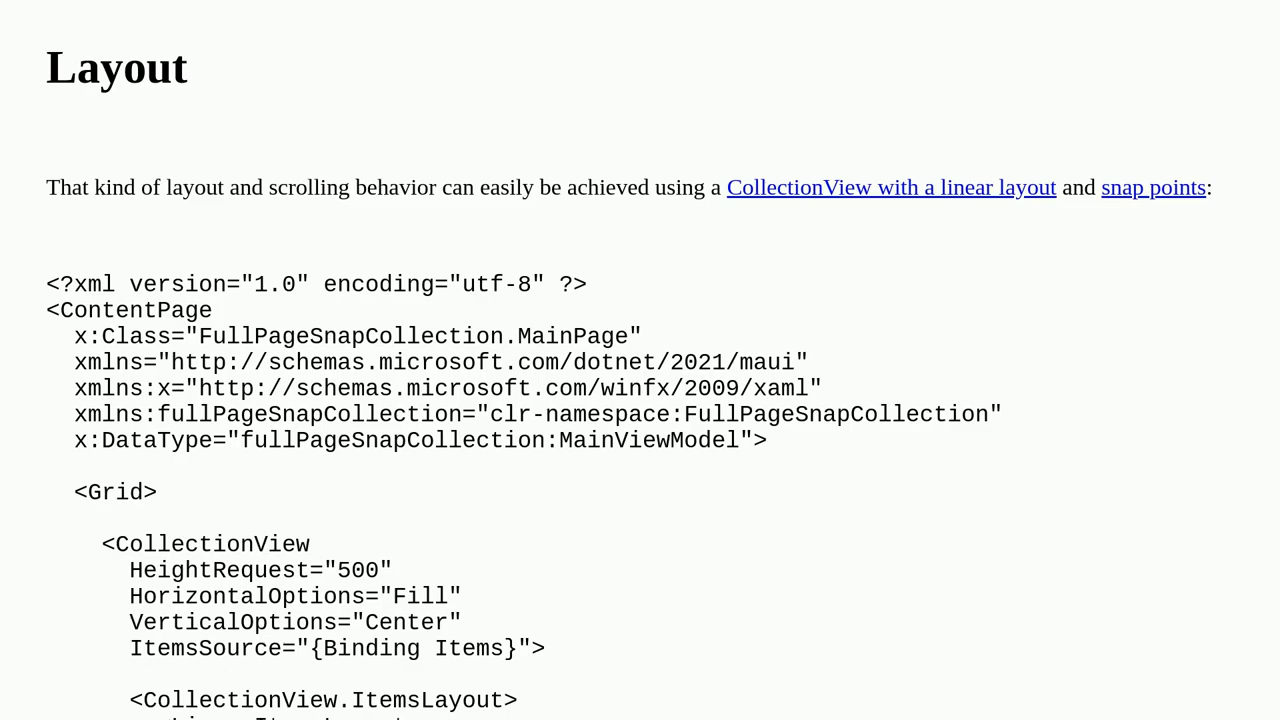 Layout
That kind of layout and scrolling behavior can easily be achieved using a CollectionView with a linear layout and snap points:
<?xml version="1.0" encoding="utf-8" ?>
<ContentPage
  x:Class="FullPageSnapCollection.MainPage"
  xmlns="http://schemas.microsoft.com/dotnet/2021/maui"
  xmlns:x="http://schemas.microsoft.com/winfx/2009/xaml"
  xmlns:fullPageSnapCollection="clr-namespace:FullPageSnapCollection"
  x:DataType="fullPageSnapCollection:MainViewModel">
  <Grid>
    <CollectionView
      HeightRequest="500"
      HorizontalOptions="Fill"
      VerticalOptions="Center"
      ItemsSource="{Binding Items}">
      <CollectionView.ItemsLayout>